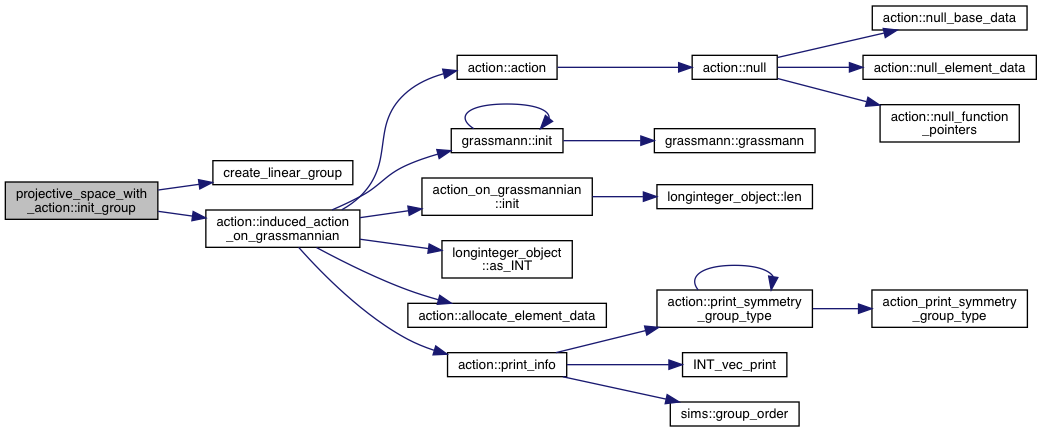 projective_space_with
_action::init_group
create_linear_group
action::induced_action
_on_grassmannian
action::action
action::null
action::null_base_data
action::null_element_data
action::null_function
_pointers
grassmann::init
grassmann::grassmann
action_on_grassmannian
::init
longinteger_object::len
longinteger_object
::as_INT
action::allocate_element_data
action::print_info
action::print_symmetry
_group_type
action_print_symmetry
_group_type
INT_vec_print
sims::group_order